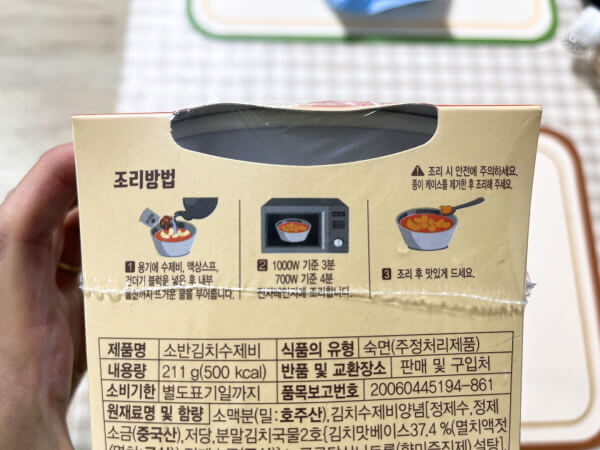 조리방법
⚠ 조리 시 안전에 주의하세요.
종이 케이스를 제거한 후 조리해 주세요.
1 용기에 수제비, 액상스프,
건더기 블럭을 넣은 후 내부
물선까지 뜨거운 물을 부어줍니다.
2 1000W 기준 3분
700W 기준 4분
전자레인지에 조리합니다.
3 조리 후 맛있게 드세요.
제품명 소반김치수제비 식품의 유형 숙면(주정처리제품)
내용량 211 g(500 kcal) 반품 및 교환장소 판매 및 구입처
소비기한 별도표기일까지 품목보고번호 20060445194-861
원재료명 및 함량 소맥분(밀:호주산),김치수제비양념[정제수,정제
소금(중국산),저당,분말김치국물2호{김치맛베이스37.4 %(멸치액젓